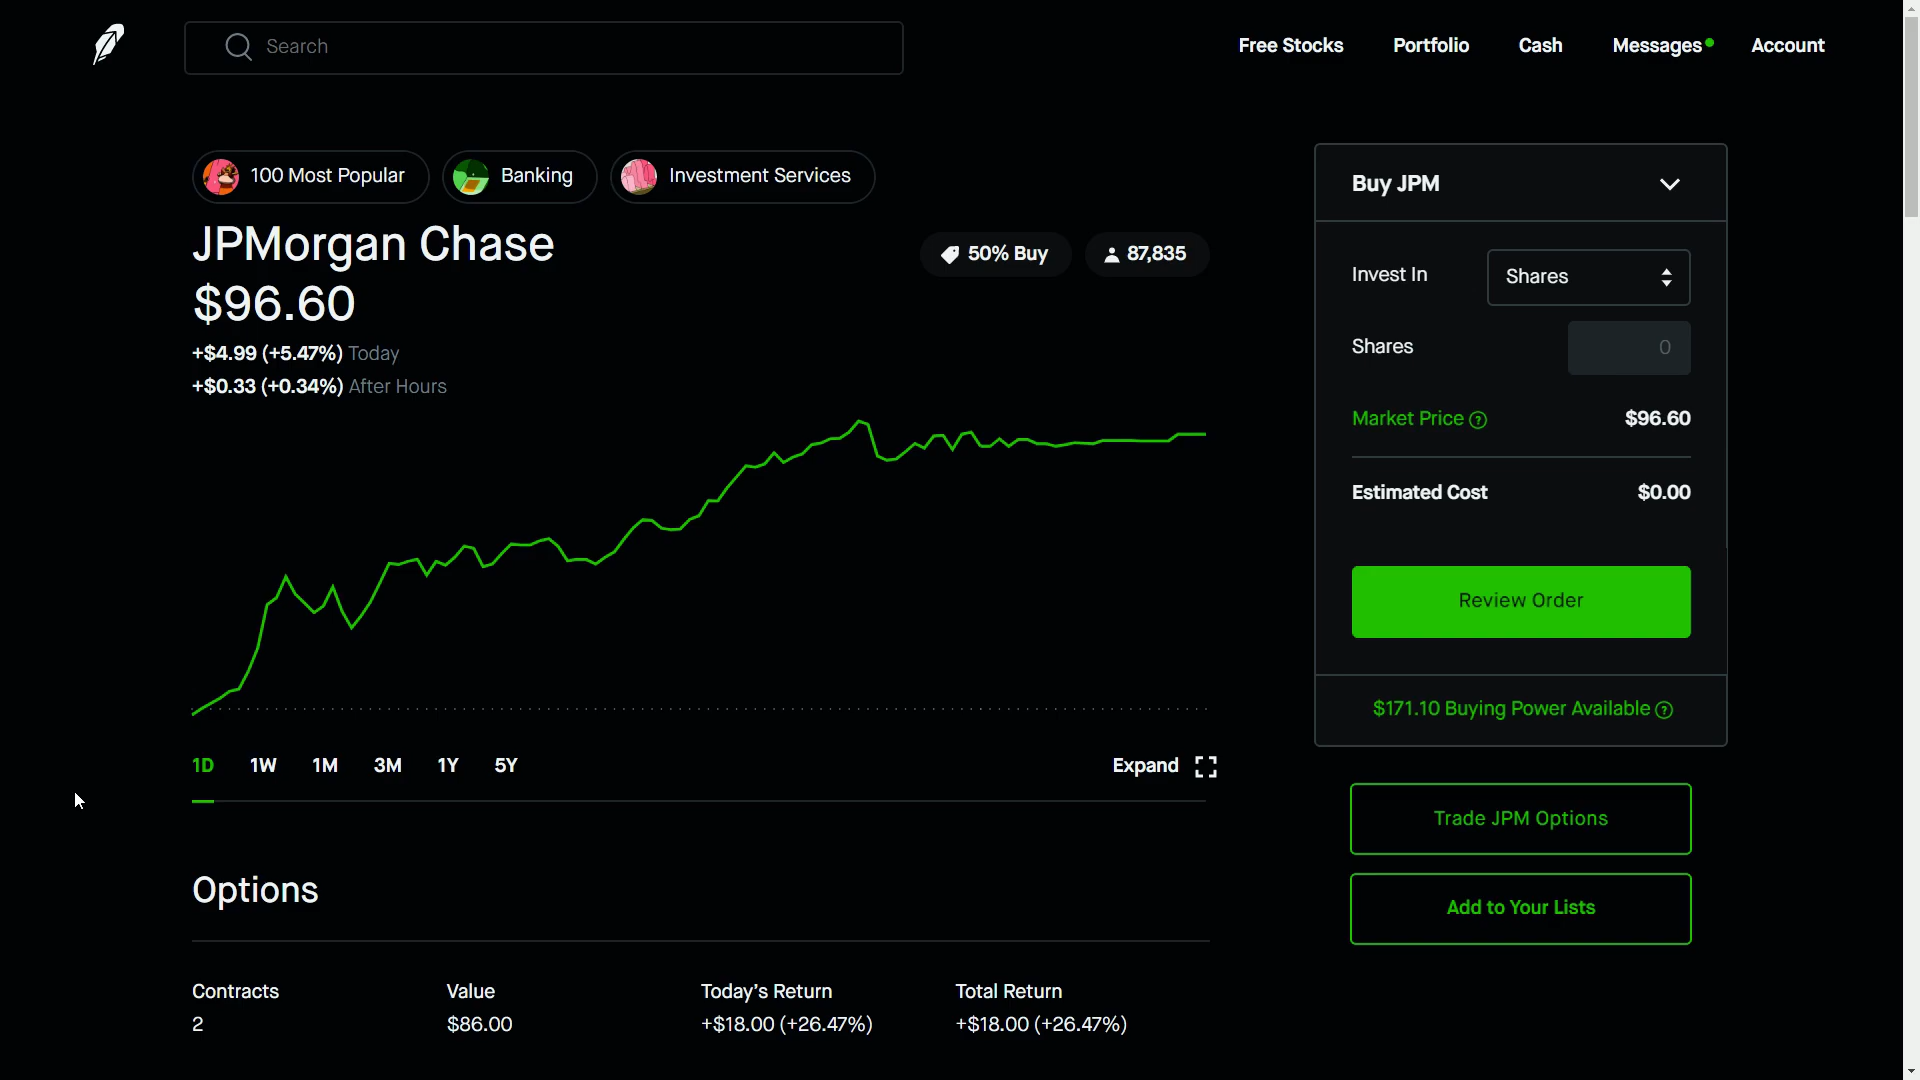 Search
Free Stocks Portfolio Cash Messages Account
100 Most Popular Banking Investment Services
JPMorgan Chase
50% Buy 87,835
$96.60
+$4.99 (+5.47%) Today
+$0.33 (+0.34%) After Hours
1D 1W 1M 3M 1Y 5Y
Expand
Options
Contracts Value Today's Return Total Return
2 $86.00 +$18.00 (+26.47%) +$18.00 (+26.47%)
Buy JPM
Invest In Shares
Shares 0
Market Price ? $96.60
Estimated Cost $0.00
Review Order
$171.10 Buying Power Available ?
Trade JPM Options
Add to Your Lists